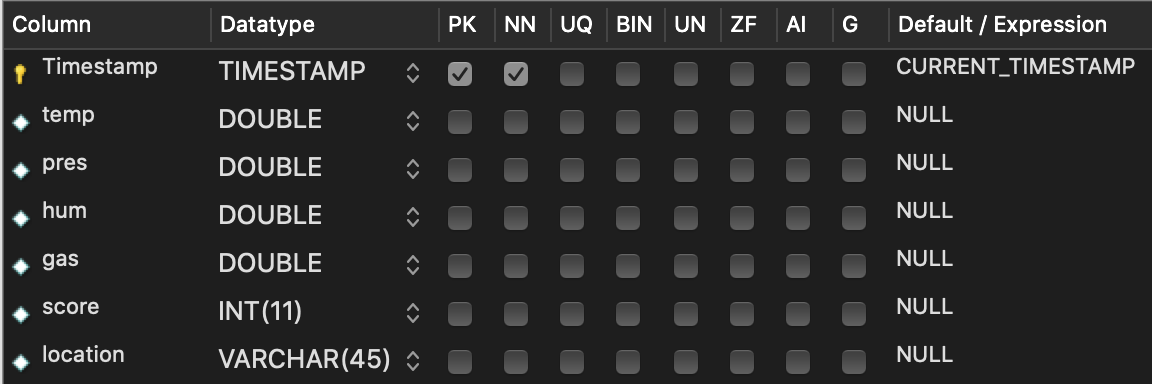 Column Datatype PK NN UQ BIN UN ZF AI G Default / Expression
Timestamp TIMESTAMP CURRENT_TIMESTAMP
temp DOUBLE NULL
pres DOUBLE NULL
hum DOUBLE NULL
gas DOUBLE NULL
score INT(11) NULL
location VARCHAR(45) NULL